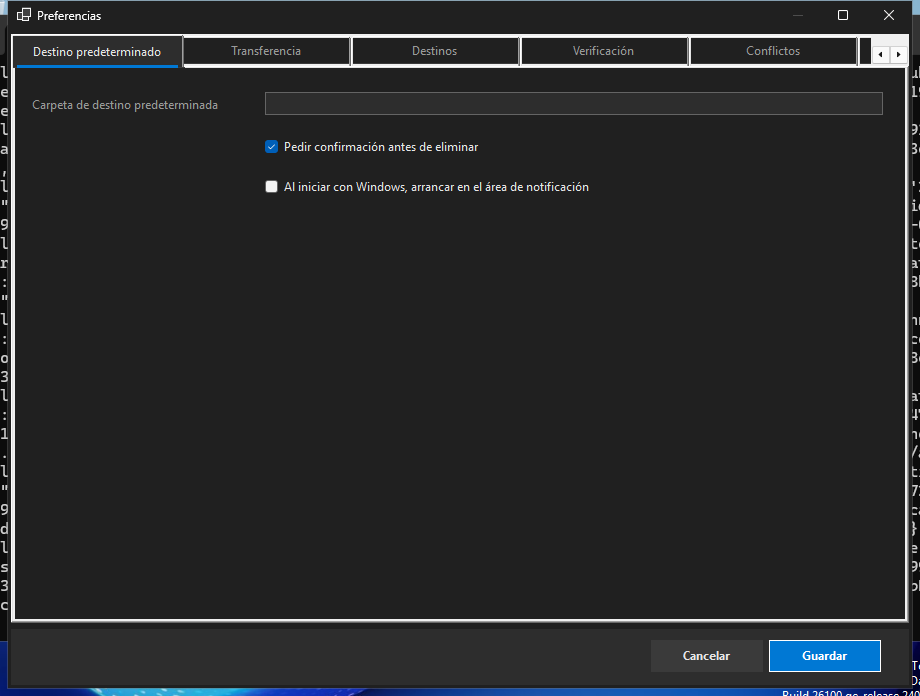 Preferencias
Destino predeterminado
Transferencia
Destinos
Verificación
Conflictos
Carpeta de destino predeterminada
Pedir confirmación antes de eliminar
Al iniciar con Windows, arrancar en el área de notificación
Cancelar
Guardar